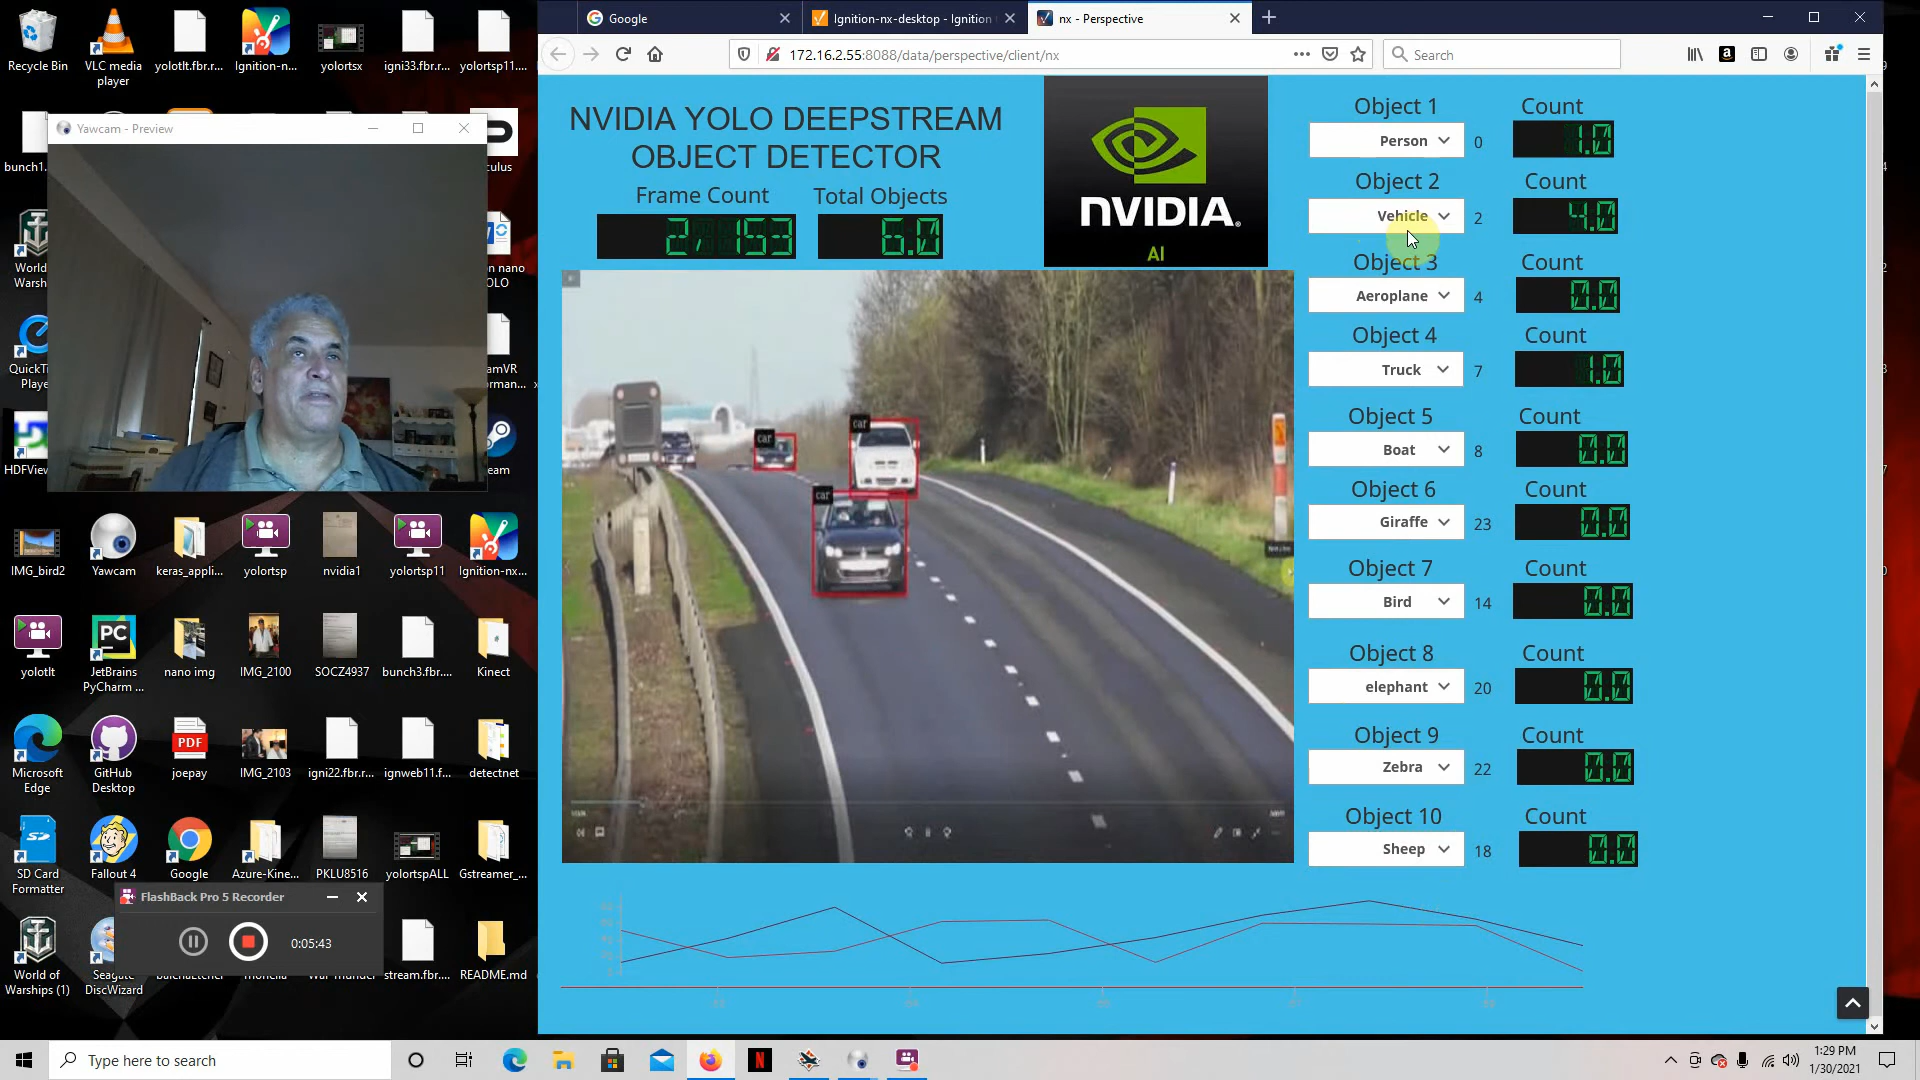 Recycle Bin
VLC media
player
yolotlt.fbr.r...
Ignition-n...
yolortsx
igni33.fbr.r...
yolortsp11....
Yawcam - Preview
IMG_bird2
Yawcam
keras_appli...
yolortsp
nvidia1
yolortsp11
Ignition-nx...
yolotlt
JetBrains
PyCharm ...
nano img
IMG_2100
SOCZ4937
bunch3.fbr....
Kinect
Microsoft
Edge
GitHub
Desktop
PDF
joepay
IMG_2103
igni22.fbr.r...
ignweb11.f...
detectnet
SD Card
Formatter
Fallout 4
Google
Azure-Kine...
PKLU8516
yolortspALL
Gstreamer_...
FlashBack Pro 5 Recorder
0:05:43
World of
Warships (1)
Seagate
DiscWizard
stream.fbr...
README.md
Google
Ignition-nx-desktop - Ignition
nx - Perspective
172.16.2.55:8088/data/perspective/client/nx
Search
NVIDIA YOLO DEEPSTREAM
OBJECT DETECTOR
Frame Count
Total Objects
2,153
6.0
NVIDIA.
AI
car
car
car
Object 1
Count
Person
0
1.0
Object 2
Count
Vehicle
2
4.0
Object 3
Count
Aeroplane
4
0.0
Object 4
Count
Truck
7
1.0
Object 5
Count
Boat
8
0.0
Object 6
Count
Giraffe
23
0.0
Object 7
Count
Bird
14
0.0
Object 8
Count
elephant
20
0.0
Object 9
Count
Zebra
22
0.0
Object 10
Count
Sheep
18
0.0
Type here to search
1:29 PM
1/30/2021